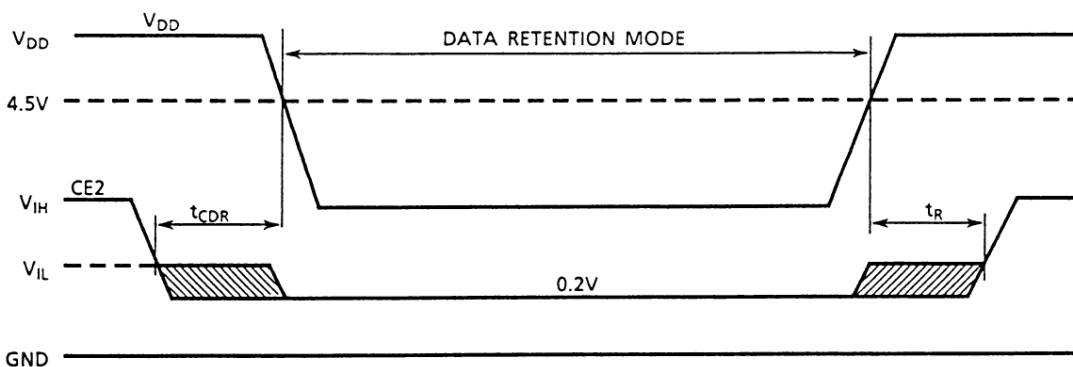 V_DD
V_DD
DATA RETENTION MODE
4.5V
CE2
V_IH
t_CDR
t_R
V_IL
0.2V
GND